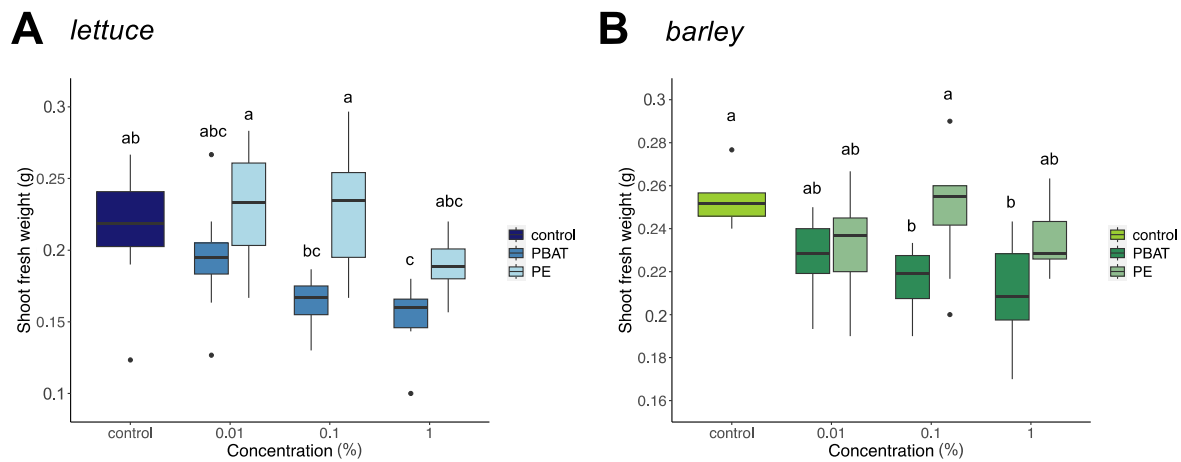 A lettuce
Shoot fresh weight (g)
0.3
0.25
0.2
0.15
0.1
ab
abc
a
bc
a
c
abc
control
0.01
0.1
1
Concentration (%)
control
PBAT
PE
B barley
Shoot fresh weight (g)
0.3
0.28
0.26
0.24
0.22
0.2
0.18
0.16
a
ab
ab
b
a
b
ab
control
0.01
0.1
1
Concentration (%)
control
PBAT
PE